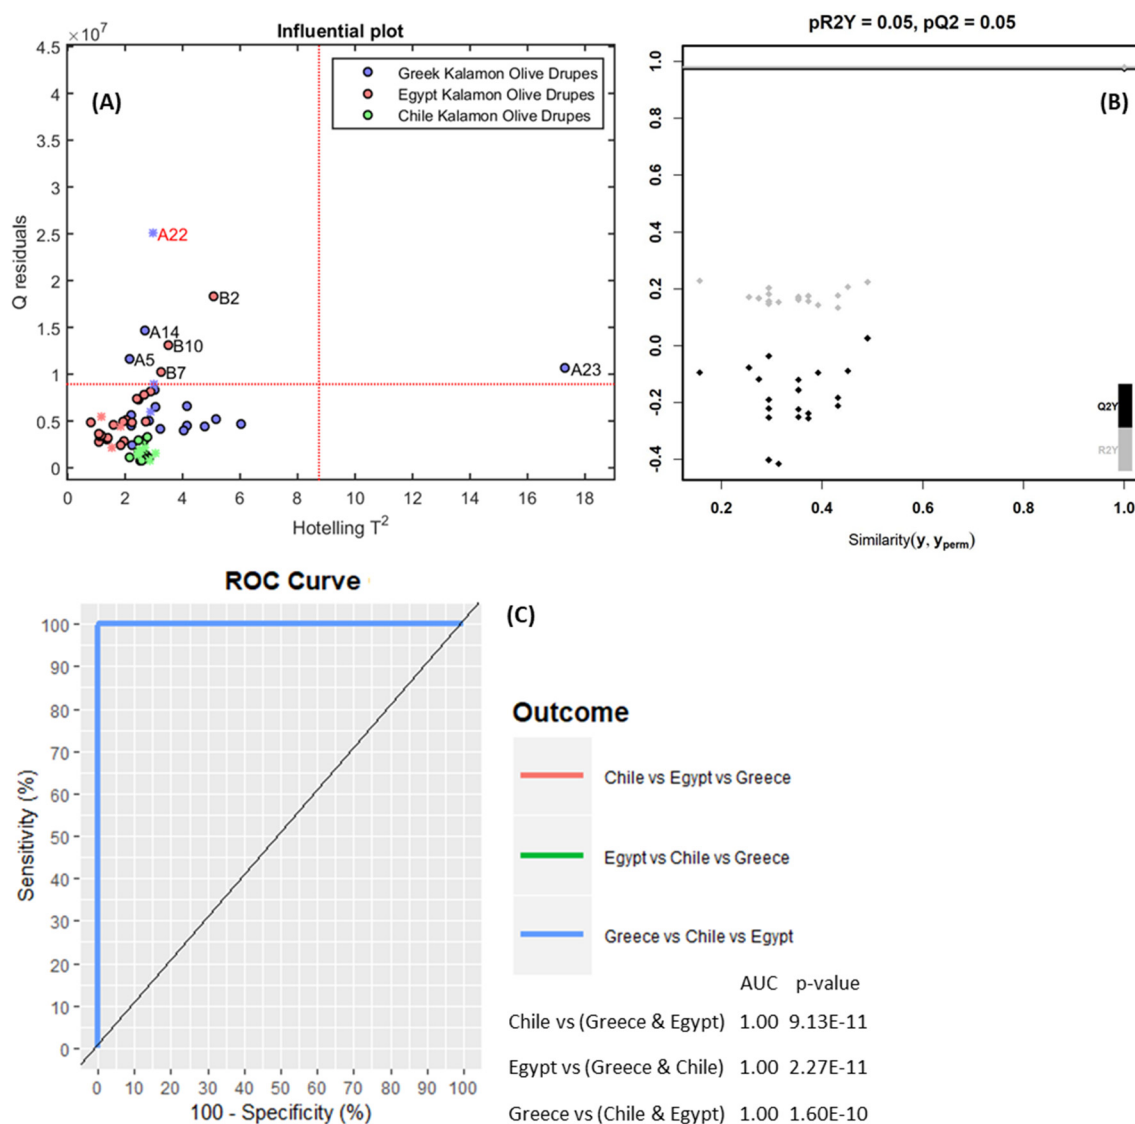 Influential plot
×10⁷
(A)
Greek Kalamon Olive Drupes
Egypt Kalamon Olive Drupes
Chile Kalamon Olive Drupes
4.5
4
3.5
3
2.5
2
1.5
1
0.5
0
Q residuals
A22
B2
A14
B10
A5
B7
A23
0 2 4 6 8 10 12 14 16 18
Hotelling T²
pR2Y = 0.05, pQ2 = 0.05
(B)
1.0
0.8
0.6
0.4
0.2
0.0
-0.2
-0.4
Q2Y
R2Y
0.2 0.4 0.6 0.8 1.0
Similarity(y, yperm)
ROC Curve
(C)
100
90
80
70
60
50
40
30
20
10
0
Sensitivity (%)
0 10 20 30 40 50 60 70 80 90 100
100 - Specificity (%)
Outcome
Chile vs Egypt vs Greece
Egypt vs Chile vs Greece
Greece vs Chile vs Egypt
AUC p-value
Chile vs (Greece & Egypt) 1.00 9.13E-11
Egypt vs (Greece & Chile) 1.00 2.27E-11
Greece vs (Chile & Egypt) 1.00 1.60E-10